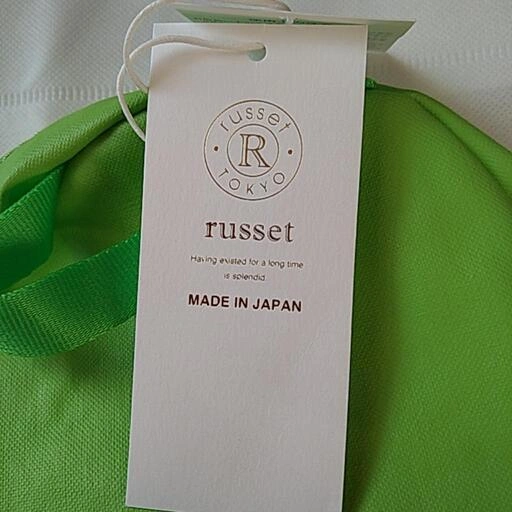 russet
R
TOKYO
russet
Having existed for a long time
is splendid.
MADE IN JAPAN